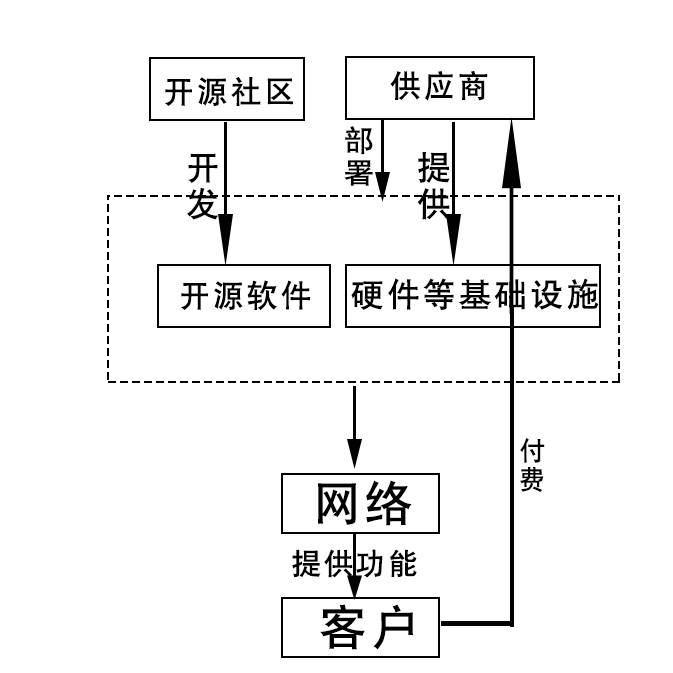 开源社区
供应商
开发
部署
提供
开源软件
硬件等基础设施
付费
网络
提供功能
客户